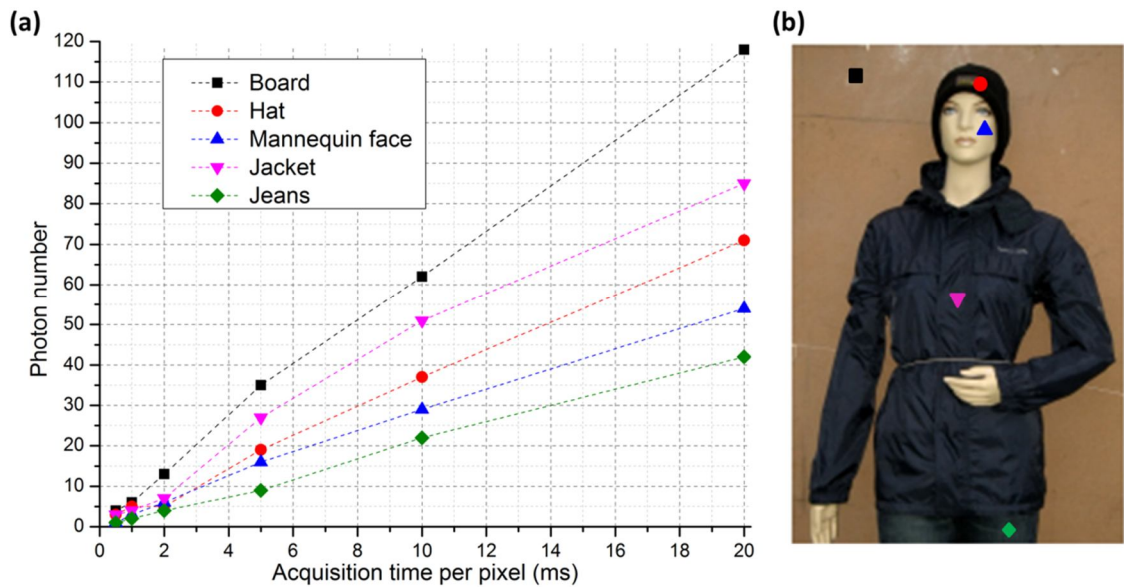 (a)
Photon number
120
110
100
90
80
70
60
50
40
30
20
10
0
Board
Hat
Mannequin face
Jacket
Jeans
0 2 4 6 8 10 12 14 16 18 20
Acquisition time per pixel (ms)
(b)